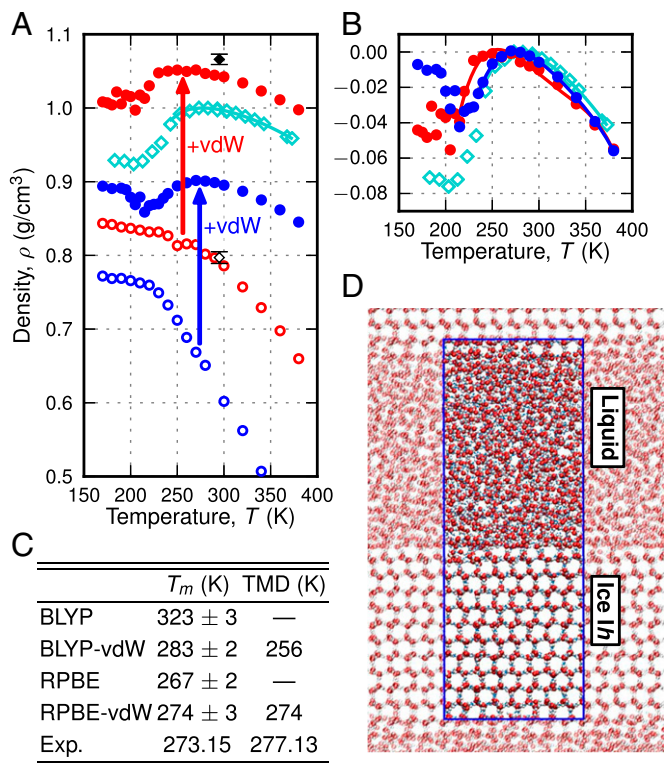 A
1.1
1.0
0.9
0.8
0.7
0.6
0.5
Density, ρ (g/cm³)
+vdW
+vdW
150 200 250 300 350 400
Temperature, T (K)
B
0.00
−0.02
−0.04
−0.06
−0.08
150 200 250 300 350 400
Temperature, T (K)
C
Tm (K) TMD (K)
BLYP 323 ± 3 —
BLYP-vdW 283 ± 2 256
RPBE 267 ± 2 —
RPBE-vdW 274 ± 3 274
Exp. 273.15 277.13
D
Liquid
Ice Ih